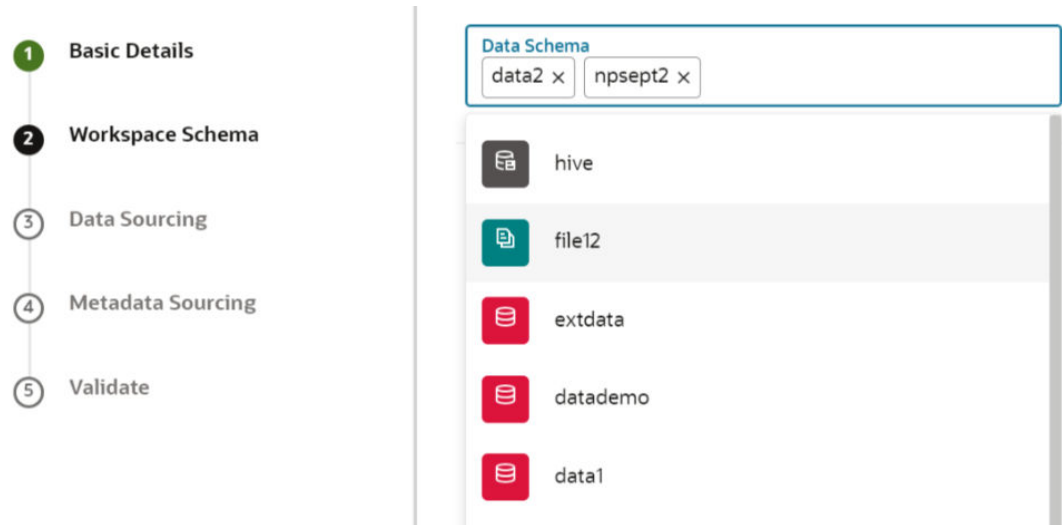 1 Basic Details
2 Workspace Schema
3 Data Sourcing
4 Metadata Sourcing
5 Validate
Data Schema
data2 × npsept2 ×
hive
file12
extdata
datademo
data1